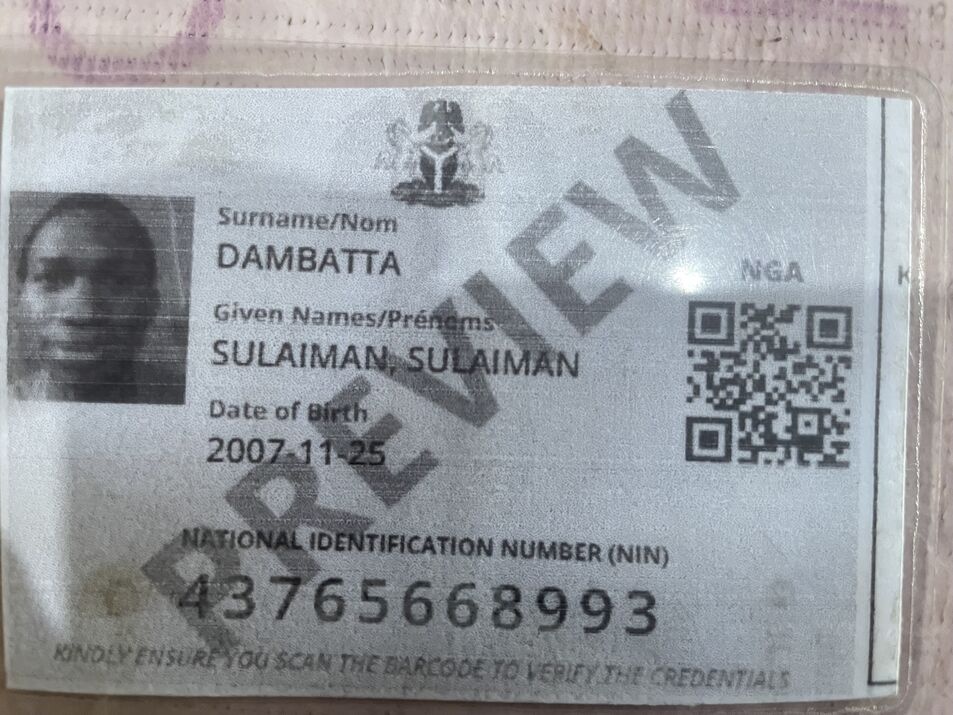 Surname/Nom
DAMBATTA
Given Names/Prénoms
SULAIMAN, SULAIMAN
Date of Birth
2007-11-25
NGA
K
PREVIEW
NATIONAL IDENTIFICATION NUMBER (NIN)
43765668993
KINDLY ENSURE YOU SCAN THE BARCODE TO VERIFY THE CREDENTIALS